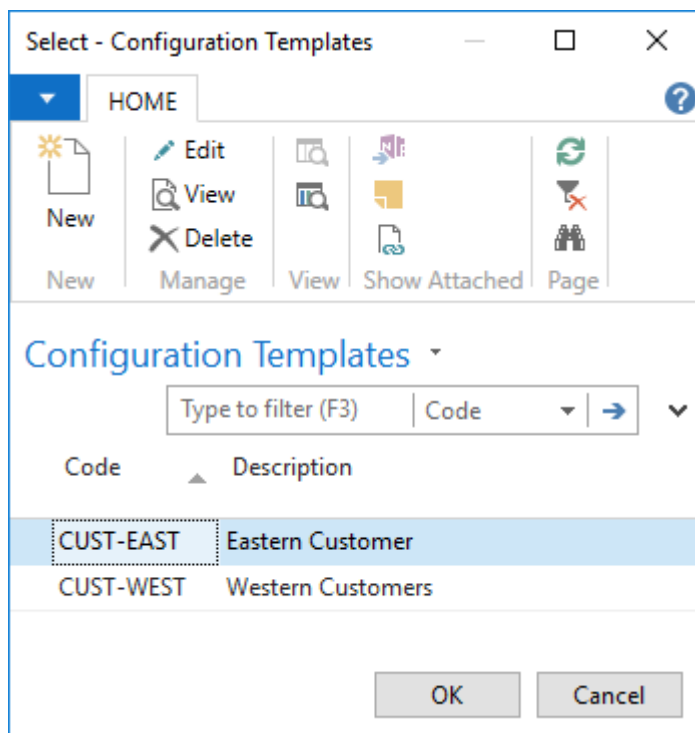 Select - Configuration Templates
HOME
?
New
Edit
View
Delete
New
Manage
View
Show Attached
Page
Configuration Templates
Type to filter (F3)
Code
Code
Description
CUST-EAST
Eastern Customer
CUST-WEST
Western Customers
OK
Cancel